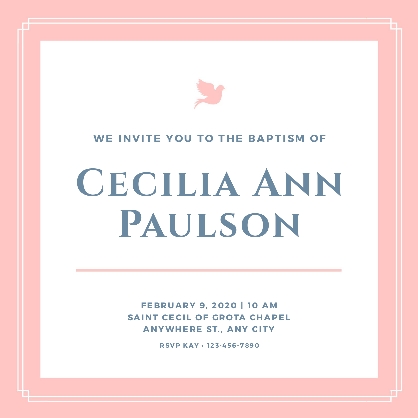 WE INVITE YOU TO THE BAPTISM OF
CECILIA ANN
PAULSON
FEBRUARY 9, 2020 | 10 AM
SAINT CECIL OF GROTA CHAPEL
ANYWHERE ST., ANY CITY
RSVP KAY • 123-456-7890